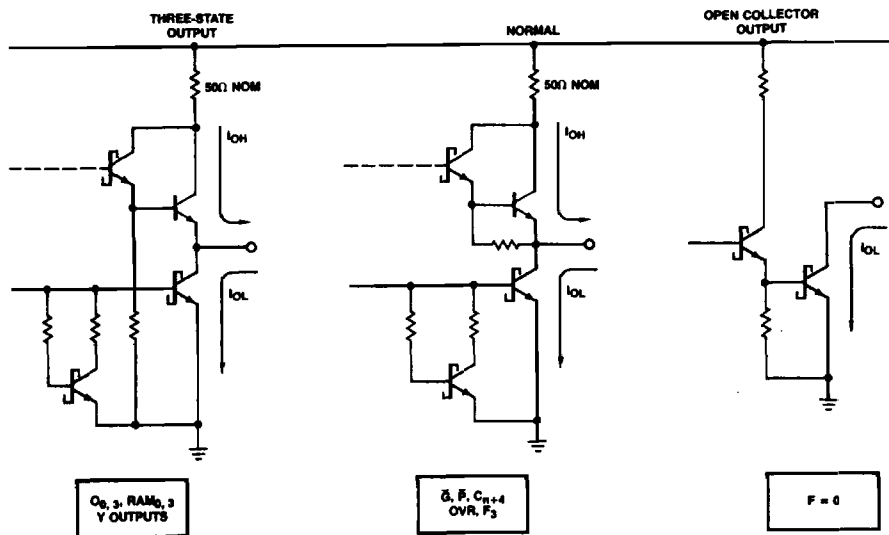 THREE-STATE
OUTPUT
NORMAL
OPEN COLLECTOR
OUTPUT
50Ω NOM
50Ω NOM
IOH
IOH
IOL
IOL
IOL
O0, 3, RAM0, 3
Y OUTPUTS
G̅, P̅, Cn+4
OVR, F3
F = 0